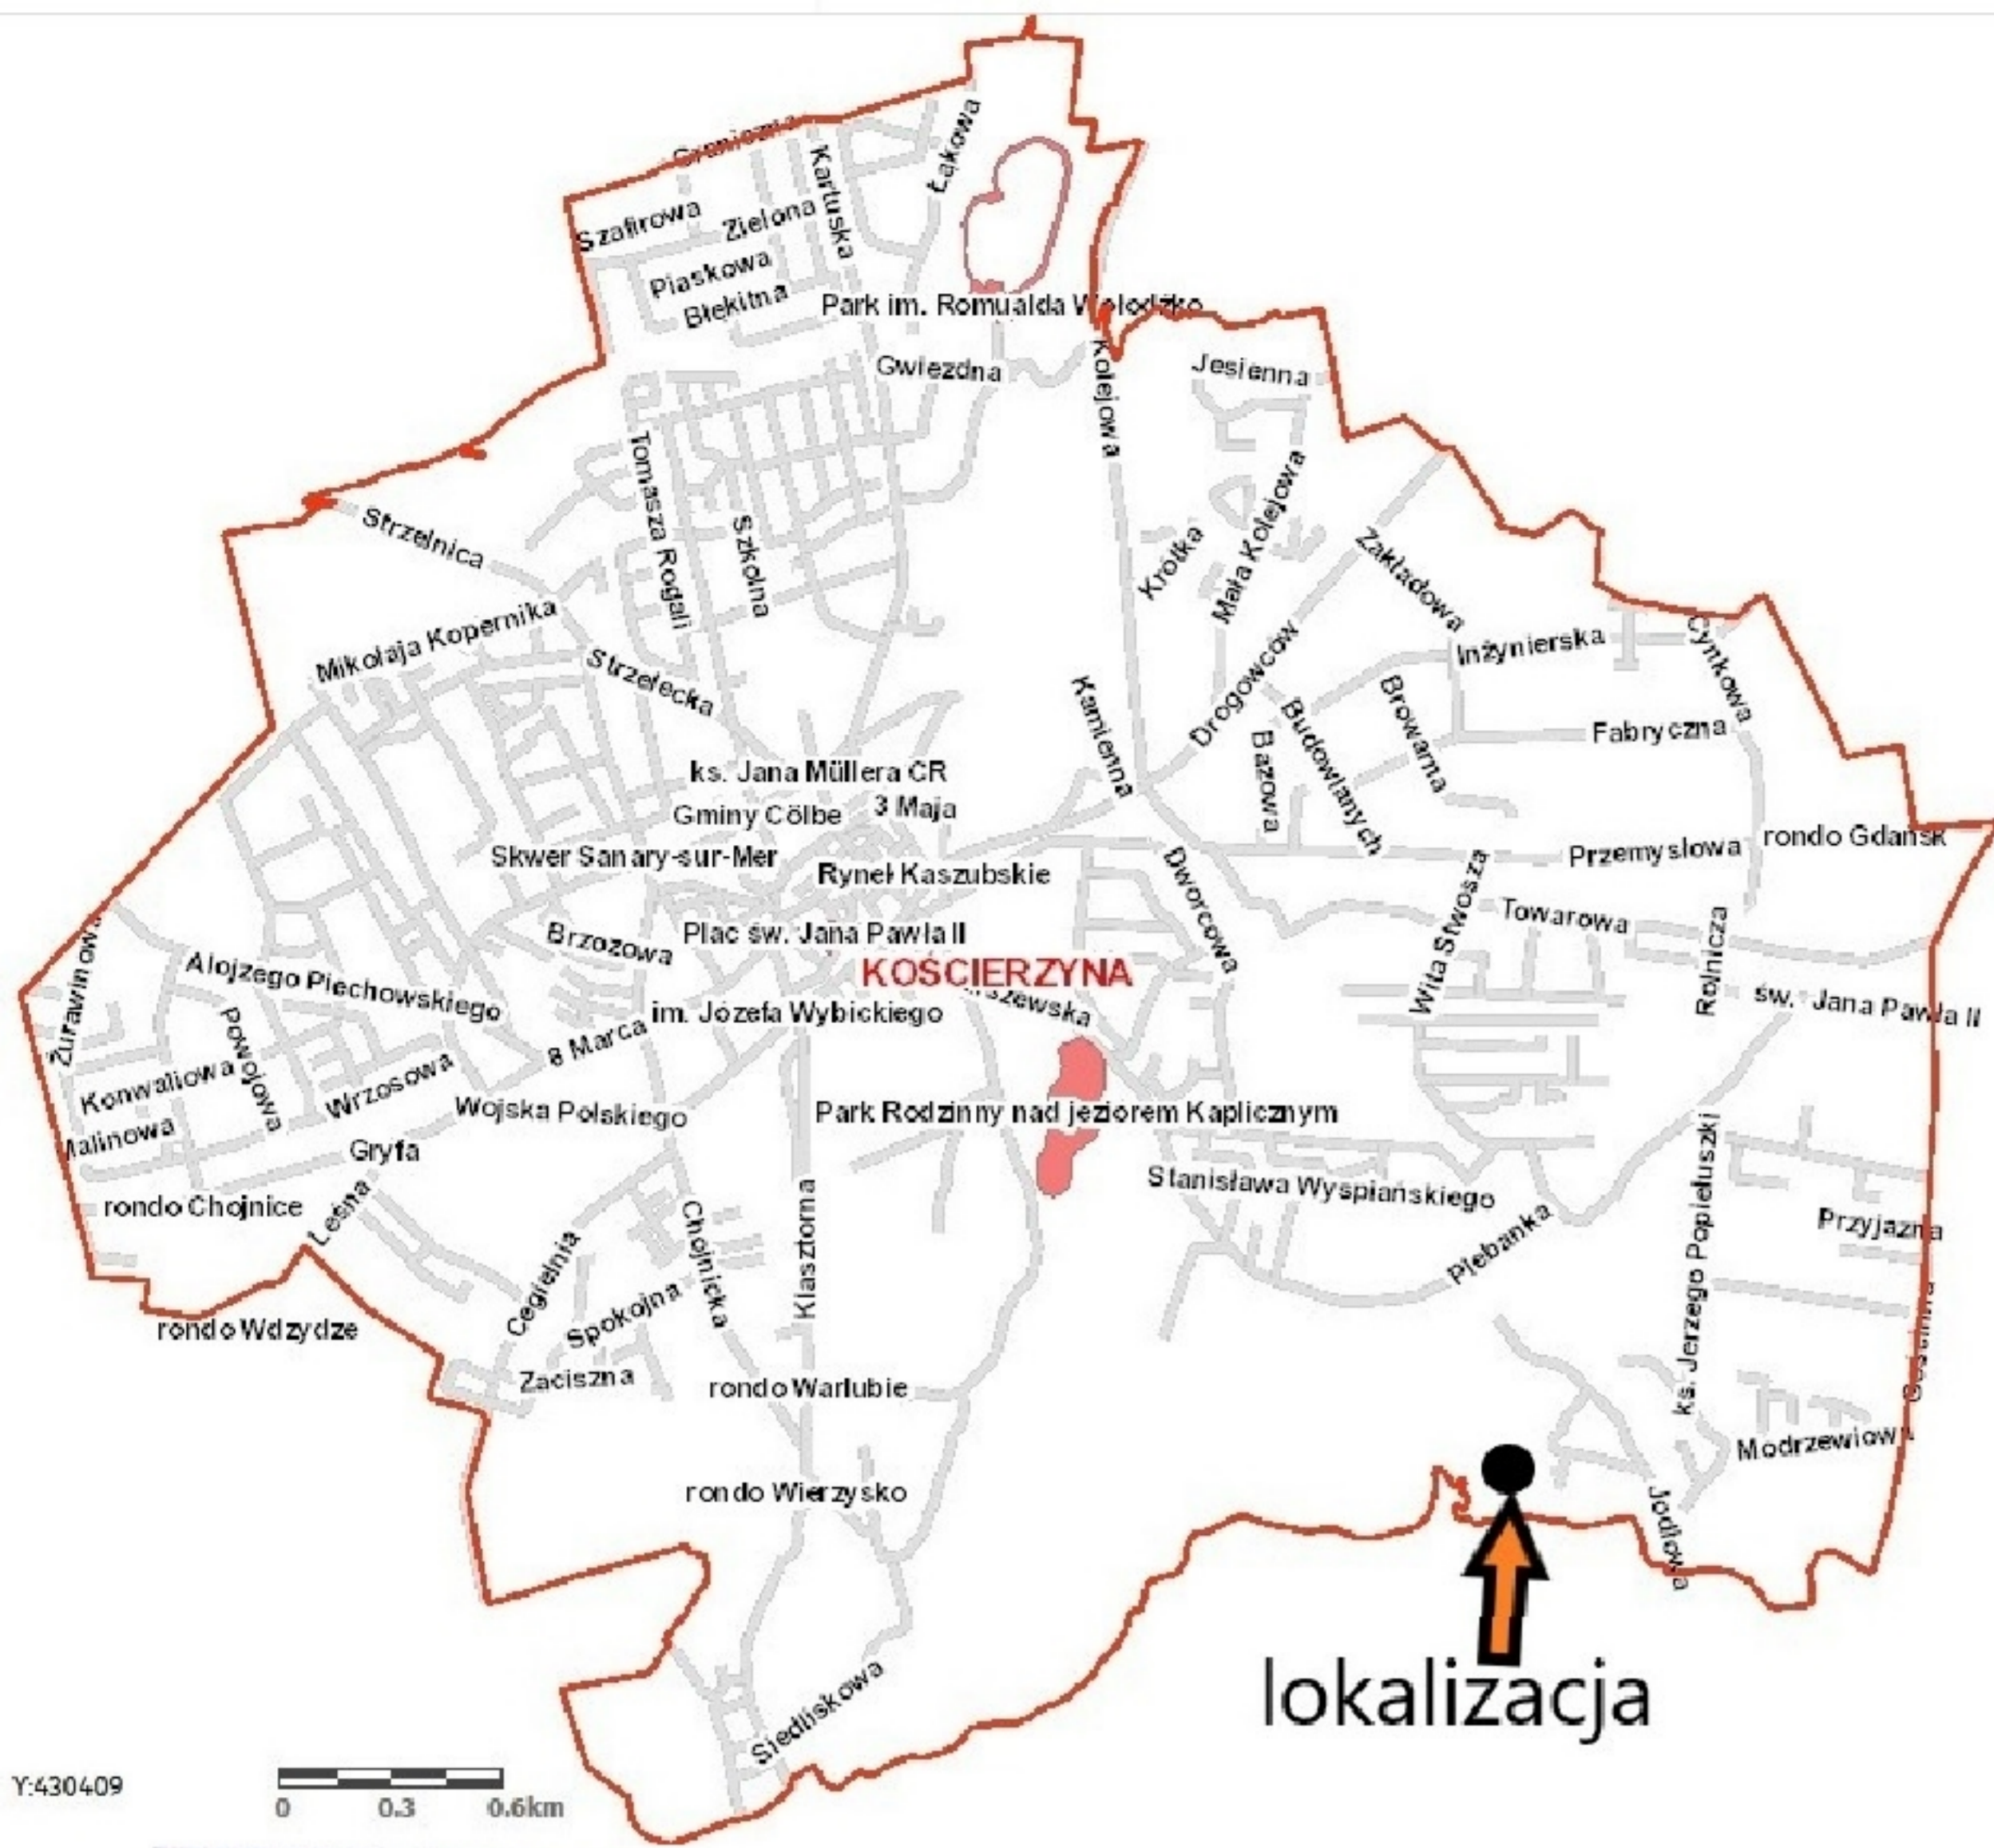 Łąkowa
Graniczna
Kartuska
Szafirowa
Zielona
Piaskowa
Błękitna
Park im. Romualda Wołodźko
Gwiezdna
Kolejowa
Jesienna
Tomasza Rogali
Szkolna
Strzelnica
Krótka
Mała Kolejowa
Zakładowa
Mikołaja Kopernika
Strzelecka
Drogowców
Inżynierska
Cynkowa
Kamienna
Budowlanych
Browarna
Fabryczna
Bazowa
ks. Jana Müllera CR
Gminy Cölbe
3 Maja
Skwer Sanary-sur-Mer
Rynek Kaszubskie
Przemysłowa
rondo Gdańsk
Dworcowa
Wita Stwosza
Towarowa
Rolnicza
Brzozowa
Plac św. Jana Pawła II
KOŚCIERZYNA
Alojzego Piechowskiego
im. Józefa Wybickiego
św. Jana Pawła II
Powojowa
8 Marca
Konwaliowa
Wrzosowa
Wojska Polskiego
Park Rodzinny nad jeziorem Kaplicznym
Gryfa
Stanisława Wyspiańskiego
ks. Jerzego Popiełuszki
rondo Chojnice
Leśna
Chojnicka
Klasztorna
Plebanka
Przyjazna
Cegielnia
Spokojna
rondo Wdzydze
Zaciszna
rondo Warlubie
rondo Wierzysko
Jodłowa
lokalizacja
Siedliskowa
Y:430409
0 0.3 0.6km